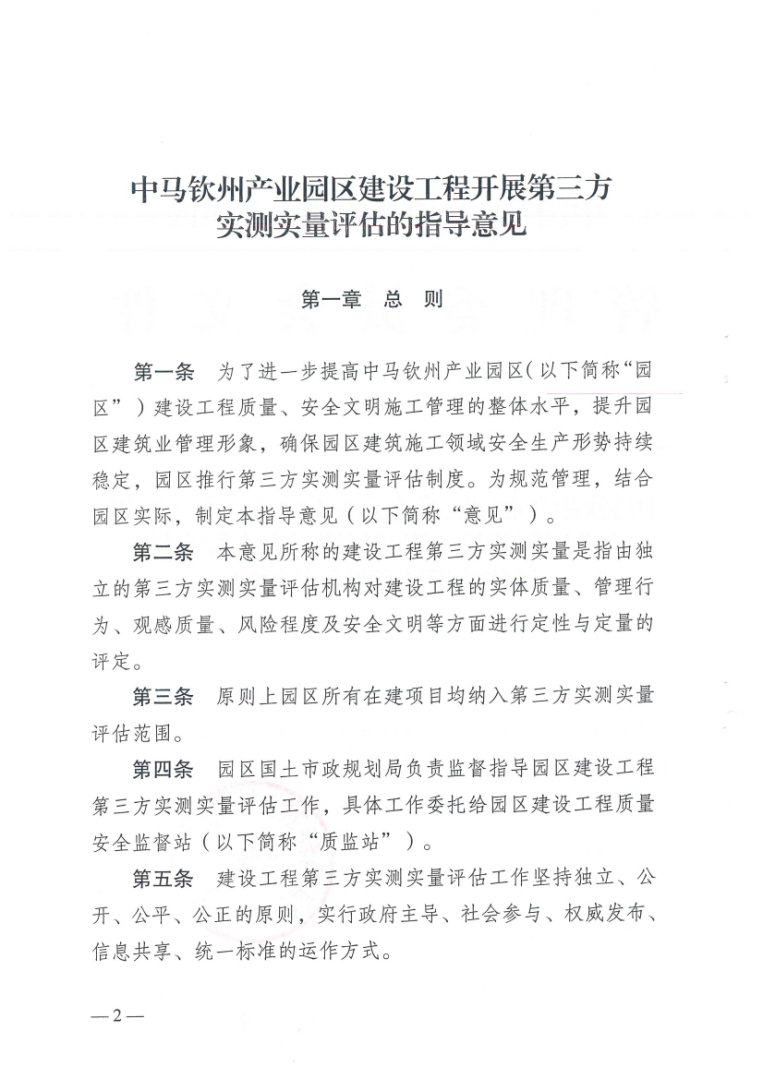 中马钦州产业园区建设工程开展第三方
实测实量评估的指导意见
第一章 总 则
第一条 为了进一步提高中马钦州产业园区(以下简称“园
区”)建设工程质量、安全文明施工管理的整体水平，提升园
区建筑业管理形象，确保园区建筑施工领域安全生产形势持续
稳定，园区推行第三方实测实量评估制度。为规范管理，结合
园区实际，制定本指导意见(以下简称“意见”)。
第二条 本意见所称的建设工程第三方实测实量是指由独
立的第三方实测实量评估机构对建设工程的实体质量、管理行
为、观感质量、风险程度及安全文明等方面进行定性与定量的
评定。
第三条 原则上园区所有在建项目均纳入第三方实测实量
评估范围。
第四条 园区国土市政规划局负责监督指导园区建设工程
第三方实测实量评估工作，具体工作委托给园区建设工程质量
安全监督站(以下简称“质监站”)。
第五条 建设工程第三方实测实量评估工作坚持独立、公
开、公平、公正的原则，实行政府主导、社会参与、权威发布、
信息共享、统一标准的运作方式。
—2—